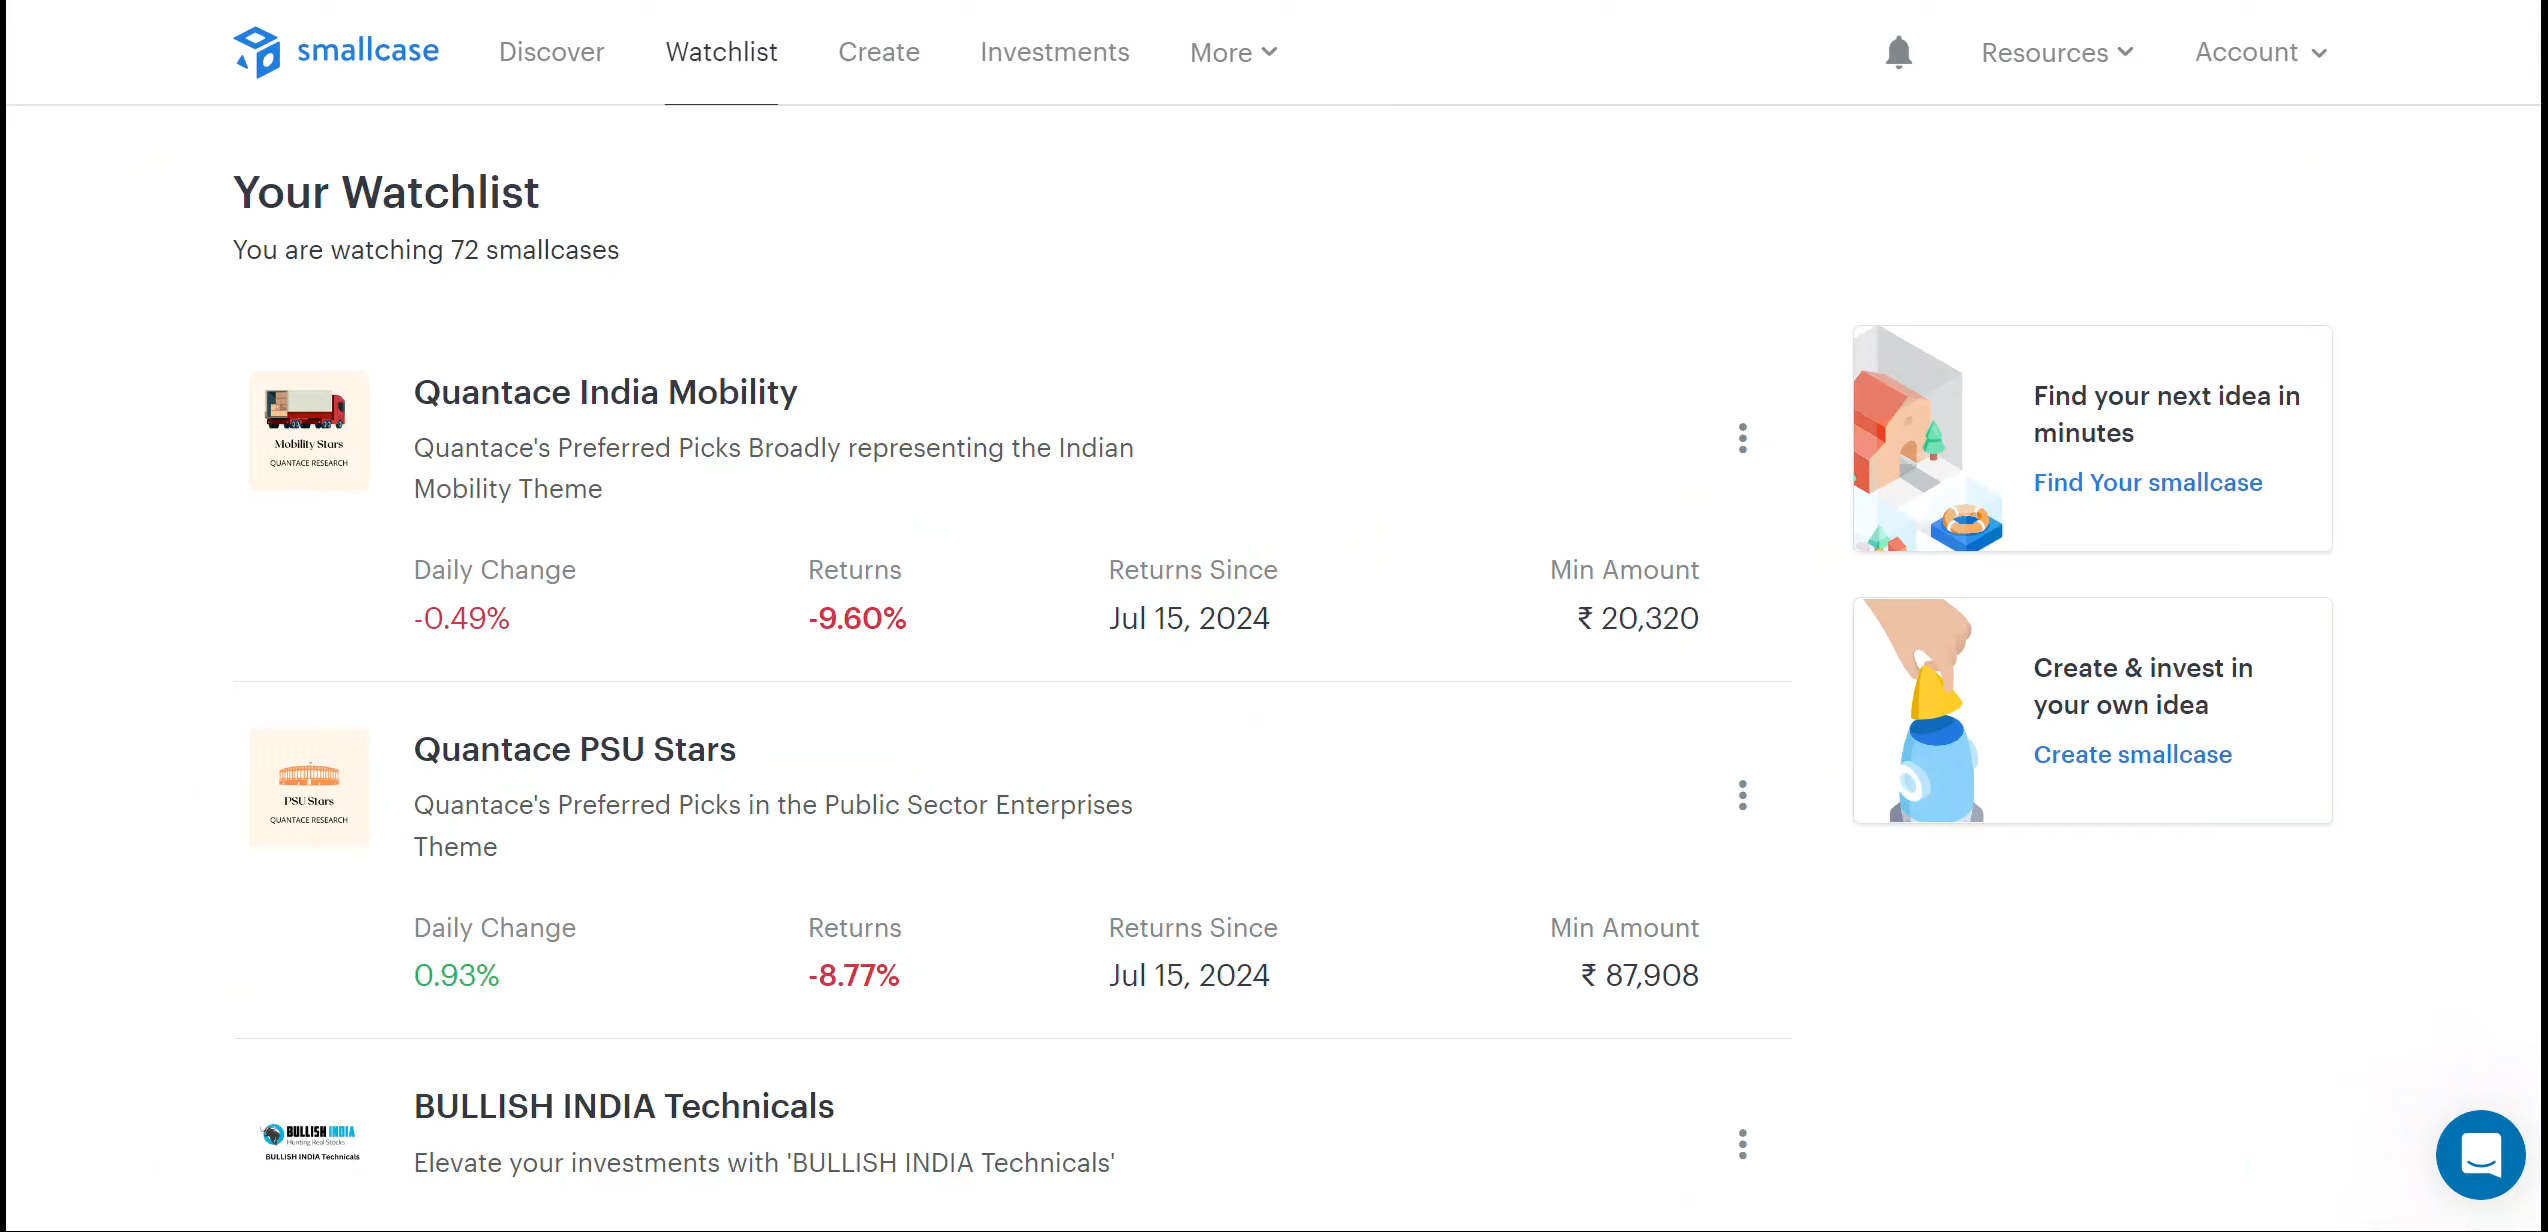 smallcase
Discover
Watchlist
Create
Investments
More
Resources
Account
Your Watchlist
You are watching 72 smallcases
Mobility Stars
QUANTACE RESEARCH
Quantace India Mobility
Quantace's Preferred Picks Broadly representing the Indian
Mobility Theme
Daily Change
Returns
Returns Since
Min Amount
-0.49%
-9.60%
Jul 15, 2024
₹ 20,320
PSU Stars
QUANTACE RESEARCH
Quantace PSU Stars
Quantace's Preferred Picks in the Public Sector Enterprises
Theme
Daily Change
Returns
Returns Since
Min Amount
0.93%
-8.77%
Jul 15, 2024
₹ 87,908
BULLISH INDIA
Hunting Real Stocks
BULLISH INDIA Technicals
BULLISH INDIA Technicals
Elevate your investments with 'BULLISH INDIA Technicals'
Find your next idea in
minutes
Find Your smallcase
Create & invest in
your own idea
Create smallcase